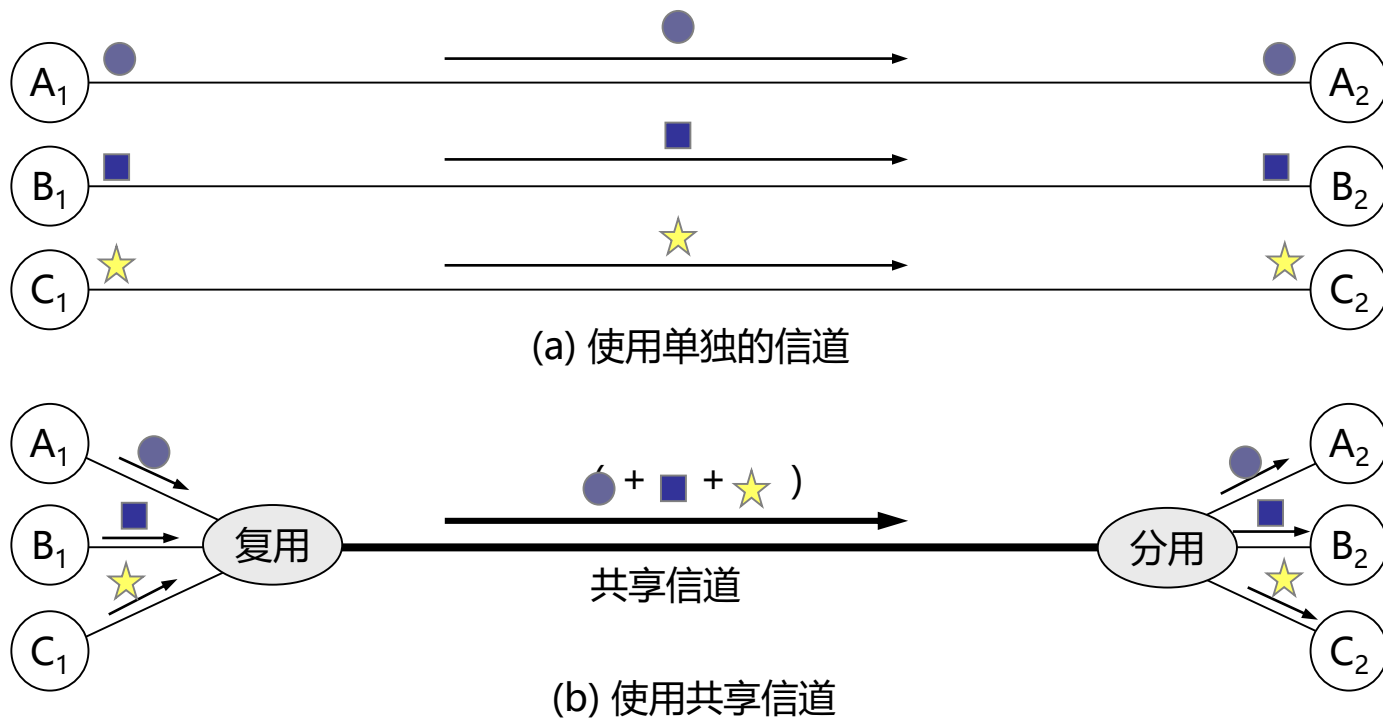 A₁ A₂
B₁ B₂
C₁ C₂
(a) 使用单独的信道
A₁ ( + + ) A₂
B₁ 复用 分用 B₂
共享信道
C₁ C₂
(b) 使用共享信道